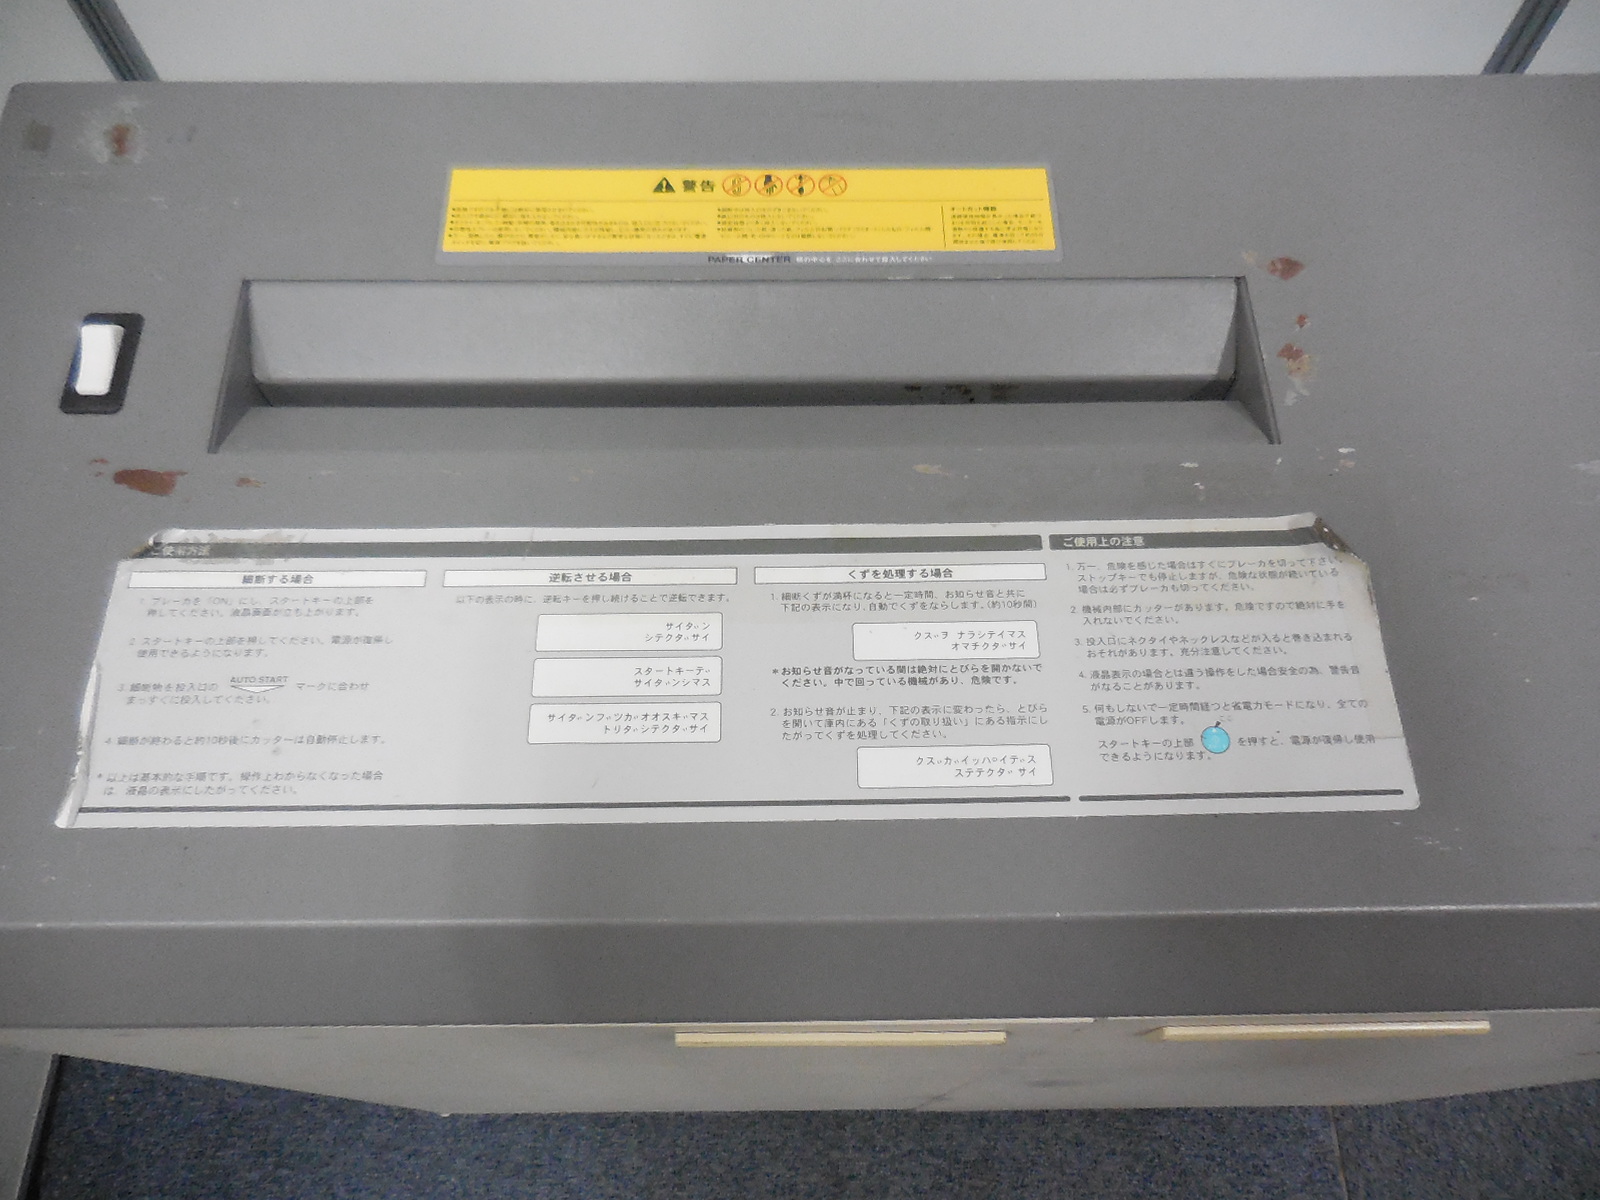 警告
オートカット機能
PAPER CENTER 紙の中心を ここに合わせて投入してください
ご使用方法
細断する場合
1. ブレーカを「ON」にし、スタートキーの上部を
押してください。液晶画面が立ち上がります。
2. スタートキーの上部を押してください。電源が復帰し
使用できるようになります。
3. 細断物を投入口の AUTO START マークに合わせ
まっすぐに投入してください。
4. 細断が終わると約10秒後にカッターは自動停止します。
* 以上は基本的な手順です。操作上わからなくなった場合
は、液晶の表示にしたがってください。
逆転させる場合
以下の表示の時に、逆転キーを押し続けることで逆転できます。
サイダン
シテクダサイ
スタートキーデ
サイダンシマス
サイダンブツガオオスギマス
トリダシテクダサイ
くずを処理する場合
1. 細断くずが満杯になると一定時間、お知らせ音と共に
下記の表示になり、自動でくずをならします。(約10秒間)
クズヲ ナラシテイマス
オマチクダサイ
*お知らせ音がなっている間は絶対にとびらを開かないで
ください。中で回っている機械があり、危険です。
2. お知らせ音が止まり、下記の表示に変わったら、とびら
を開いて庫内にある「くずの取り扱い」にある指示にし
たがってくずを処理してください。
クズガイッパイデス
ステテクダサイ
ご使用上の注意
1. 万一、危険を感じた場合はすぐにブレーカを切って下さい。
ストップキーでも停止しますが、危険な状態が続いている
場合は必ずブレーカも切ってください。
2. 機械内部にカッターがあります。危険ですので絶対に手を
入れないでください。
3. 投入口にネクタイやネックレスなどが入ると巻き込まれる
おそれがあります。充分注意してください。
4. 液晶表示の場合とは違う操作をした場合安全の為、警告音
がなることがあります。
5. 何もしないで一定時間経つと省電力モードになり、全ての
電源がOFFします。
スタートキーの上部 を押すと、電源が復帰し使用
できるようになります。